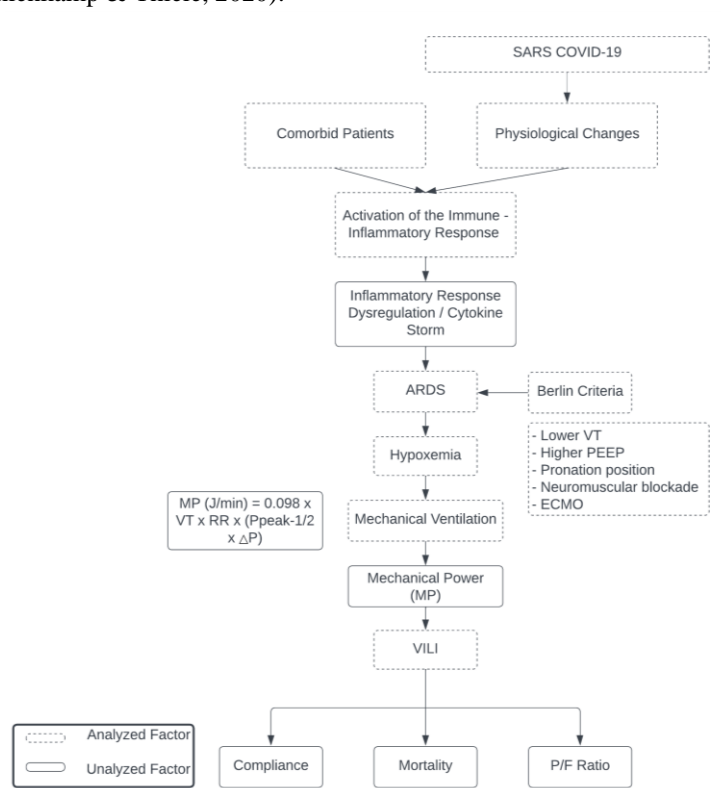 SARS COVID-19
Comorbid Patients
Physiological Changes
Activation of the Immune -
Inflammatory Response
Inflammatory Response
Dysregulation / Cytokine
Storm
ARDS
Berlin Criteria
Hypoxemia
- Lower VT
- Higher PEEP
- Pronation position
- Neuromuscular blockade
- ECMO
MP (J/min) = 0.098 x
VT x RR x (Ppeak-1/2
x △P)
Mechanical Ventilation
Mechanical Power
(MP)
VILI
Analyzed Factor
Unalyzed Factor
Compliance
Mortality
P/F Ratio